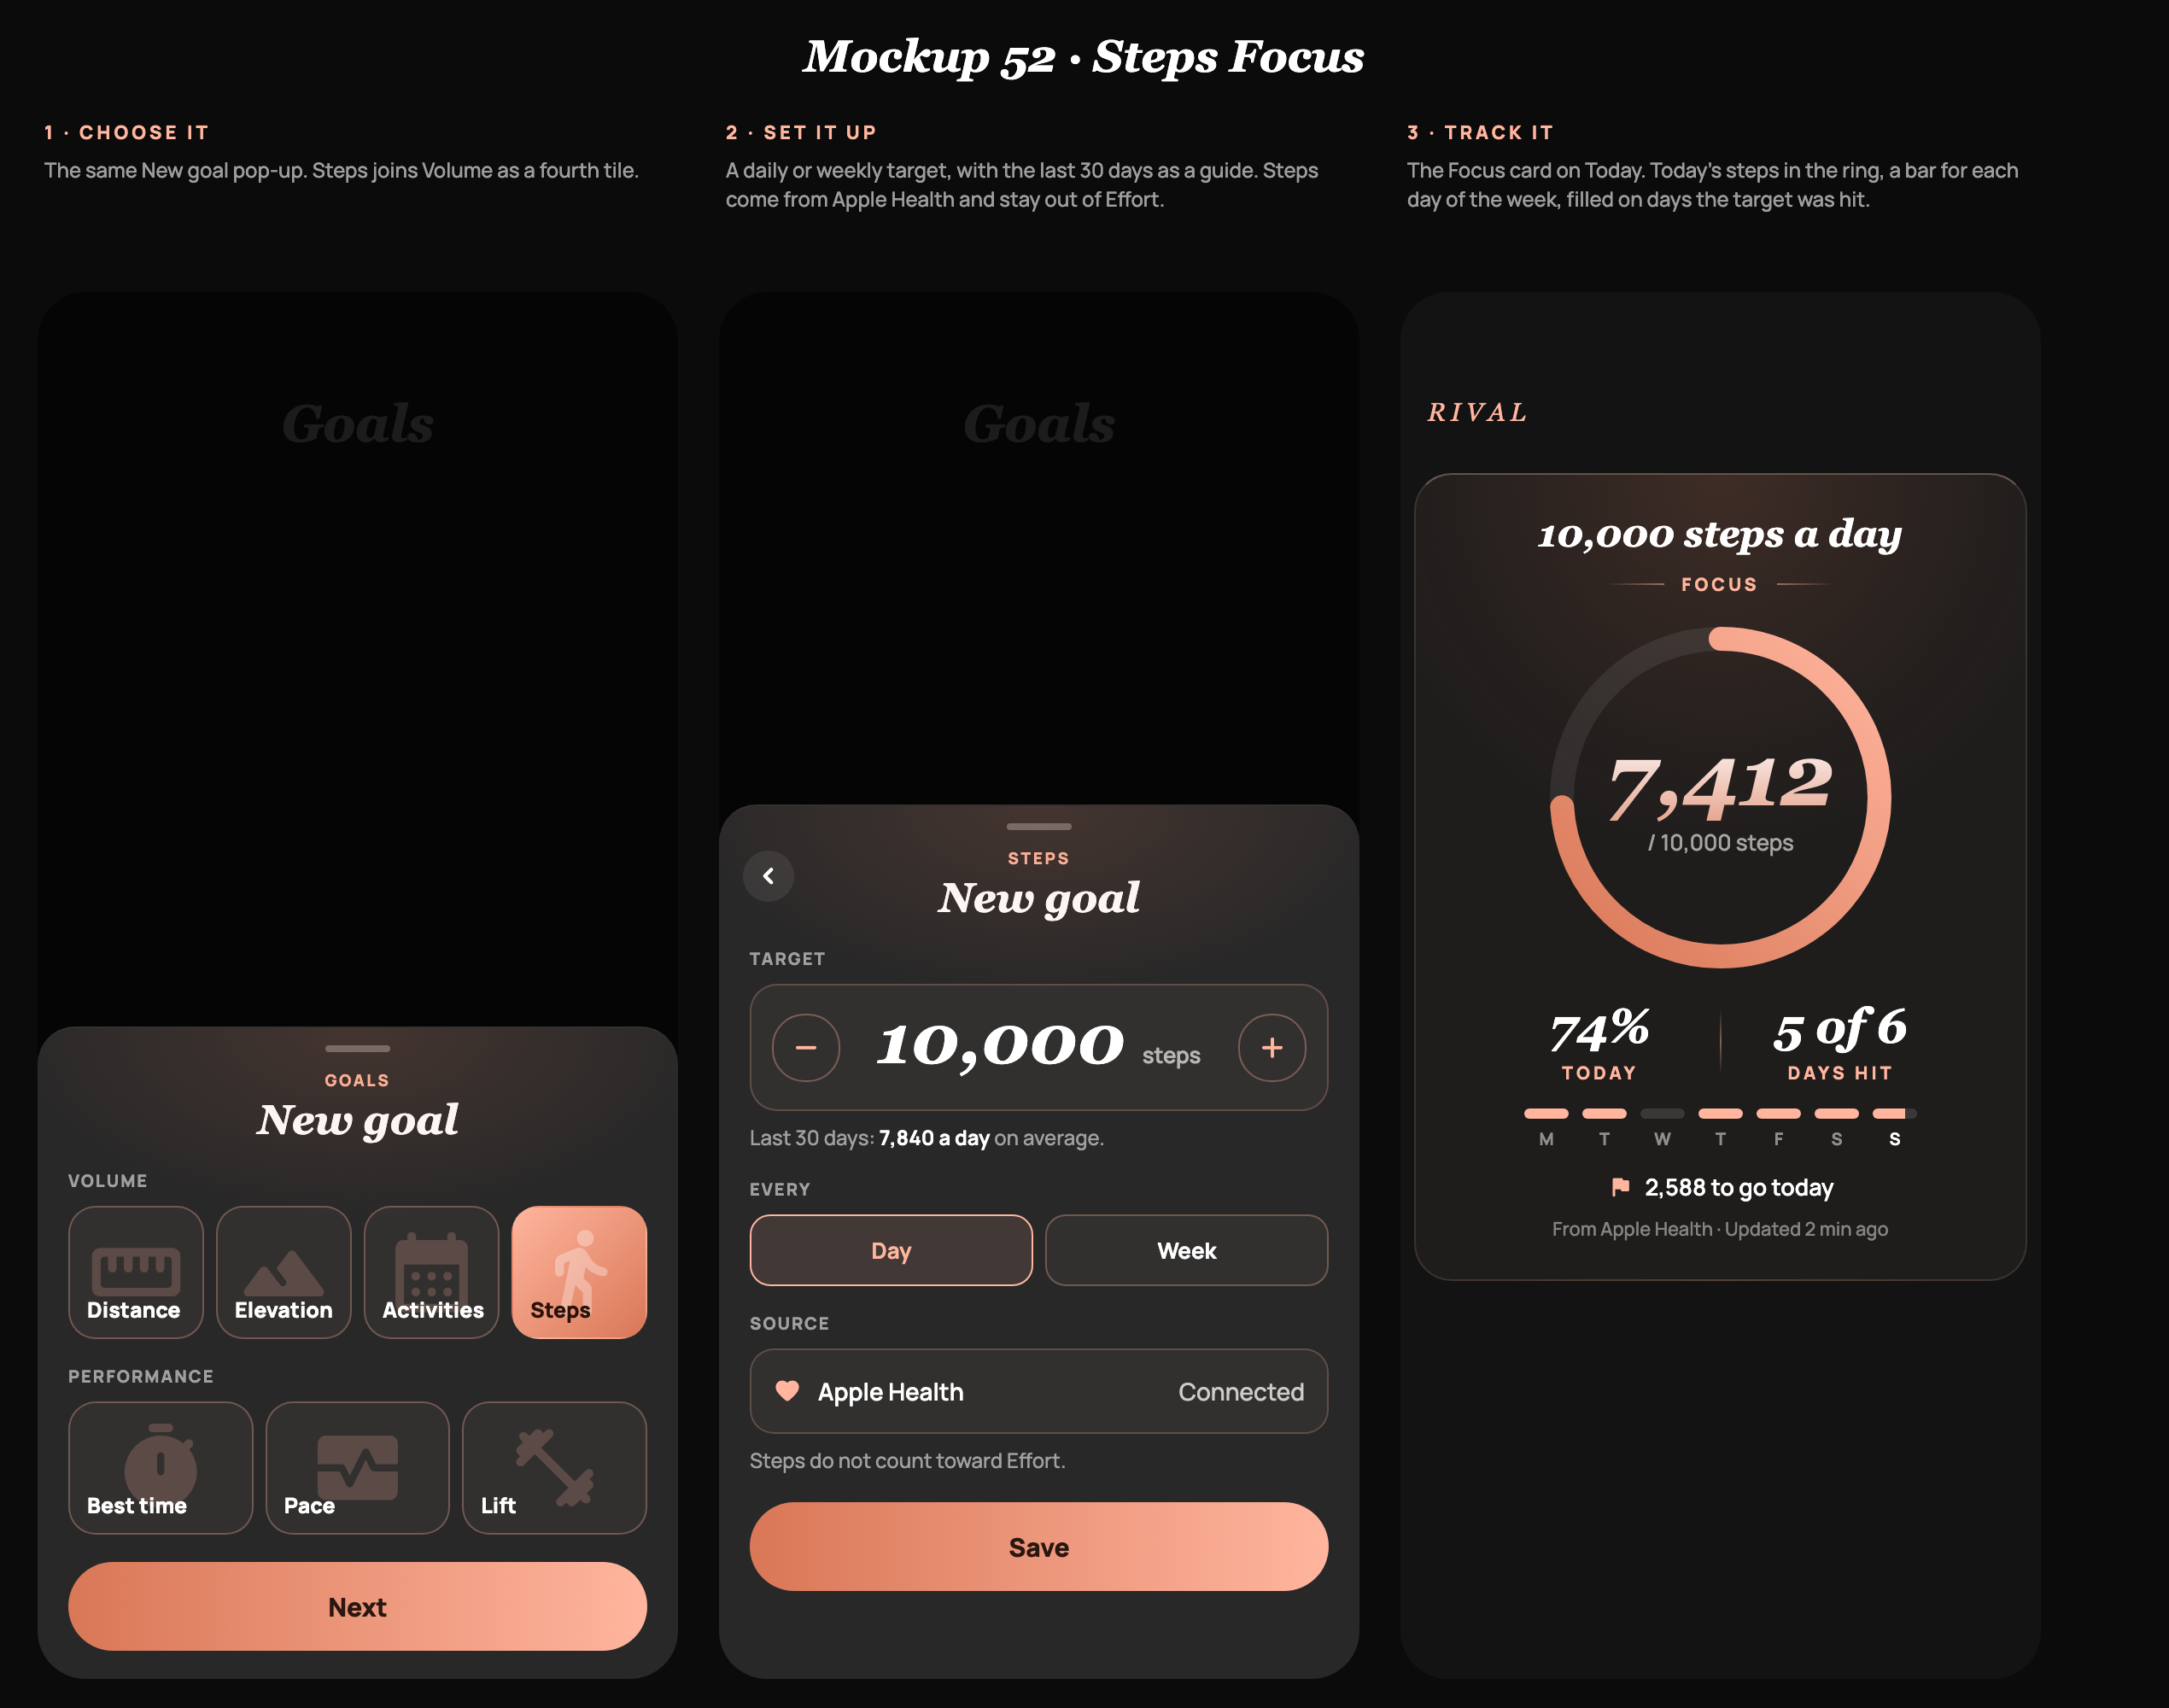 Mockup 52 · Steps Focus
1 · CHOOSE IT
The same New goal pop-up. Steps joins Volume as a fourth tile.
Goals
GOALS
New goal
VOLUME
Distance
Elevation
Activities
Steps
PERFORMANCE
Best time
Pace
Lift
Next
2 · SET IT UP
A daily or weekly target, with the last 30 days as a guide. Steps
come from Apple Health and stay out of Effort.
Goals
STEPS
New goal
TARGET
10,000 steps
Last 30 days: 7,840 a day on average.
EVERY
Day
Week
SOURCE
Apple Health
Connected
Steps do not count toward Effort.
Save
3 · TRACK IT
The Focus card on Today. Today's steps in the ring, a bar for each
day of the week, filled on days the target was hit.
RIVAL
10,000 steps a day
FOCUS
7,412
/ 10,000 steps
74%
TODAY
5 of 6
DAYS HIT
M T W T F S S
2,588 to go today
From Apple Health · Updated 2 min ago